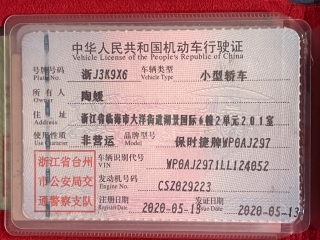 中华人民共和国机动车行驶证
Vehicle License of the People's Republic of China
号牌号码 浙J3K9X6 车辆类型 小型轿车
Plate No. Vehicle Type
所有人 陶媛
Owner
住址 浙江省临海市大洋街道湖景国际6幢2单元201室
Address
使用性质 非营运 品牌型号 保时捷牌WP0AJ297
Use Character Model
浙江省台州 车辆识别代号 WP0AJ2971LL124052
VIN
市公安局交 发动机号码 CSZ029223
Engine No.
通警察支队 注册日期 2020-05-13 发证日期 2020-05-13
Register Date Issue Date